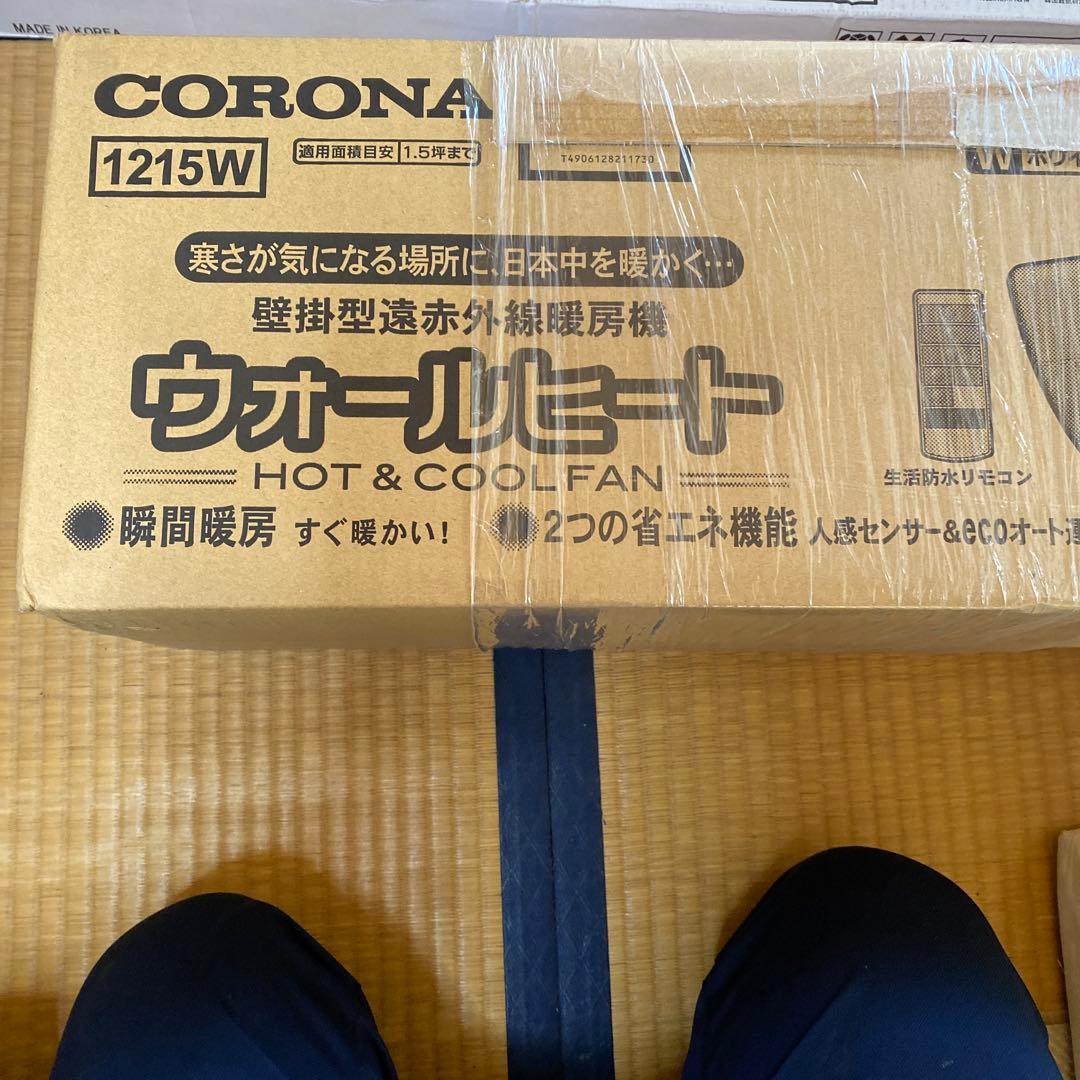 MADE IN KOREA
CORONA
1215W
適用面積目安 1.5坪まで
T4906128211730
W ホワイ
寒さが気になる場所に、日本中を暖かく…
壁掛型遠赤外線暖房機
ウォールヒート
HOT & COOL FAN
生活防水リモコン
瞬間暖房 すぐ暖かい!
2つの省エネ機能 人感センサー&ecoオート運